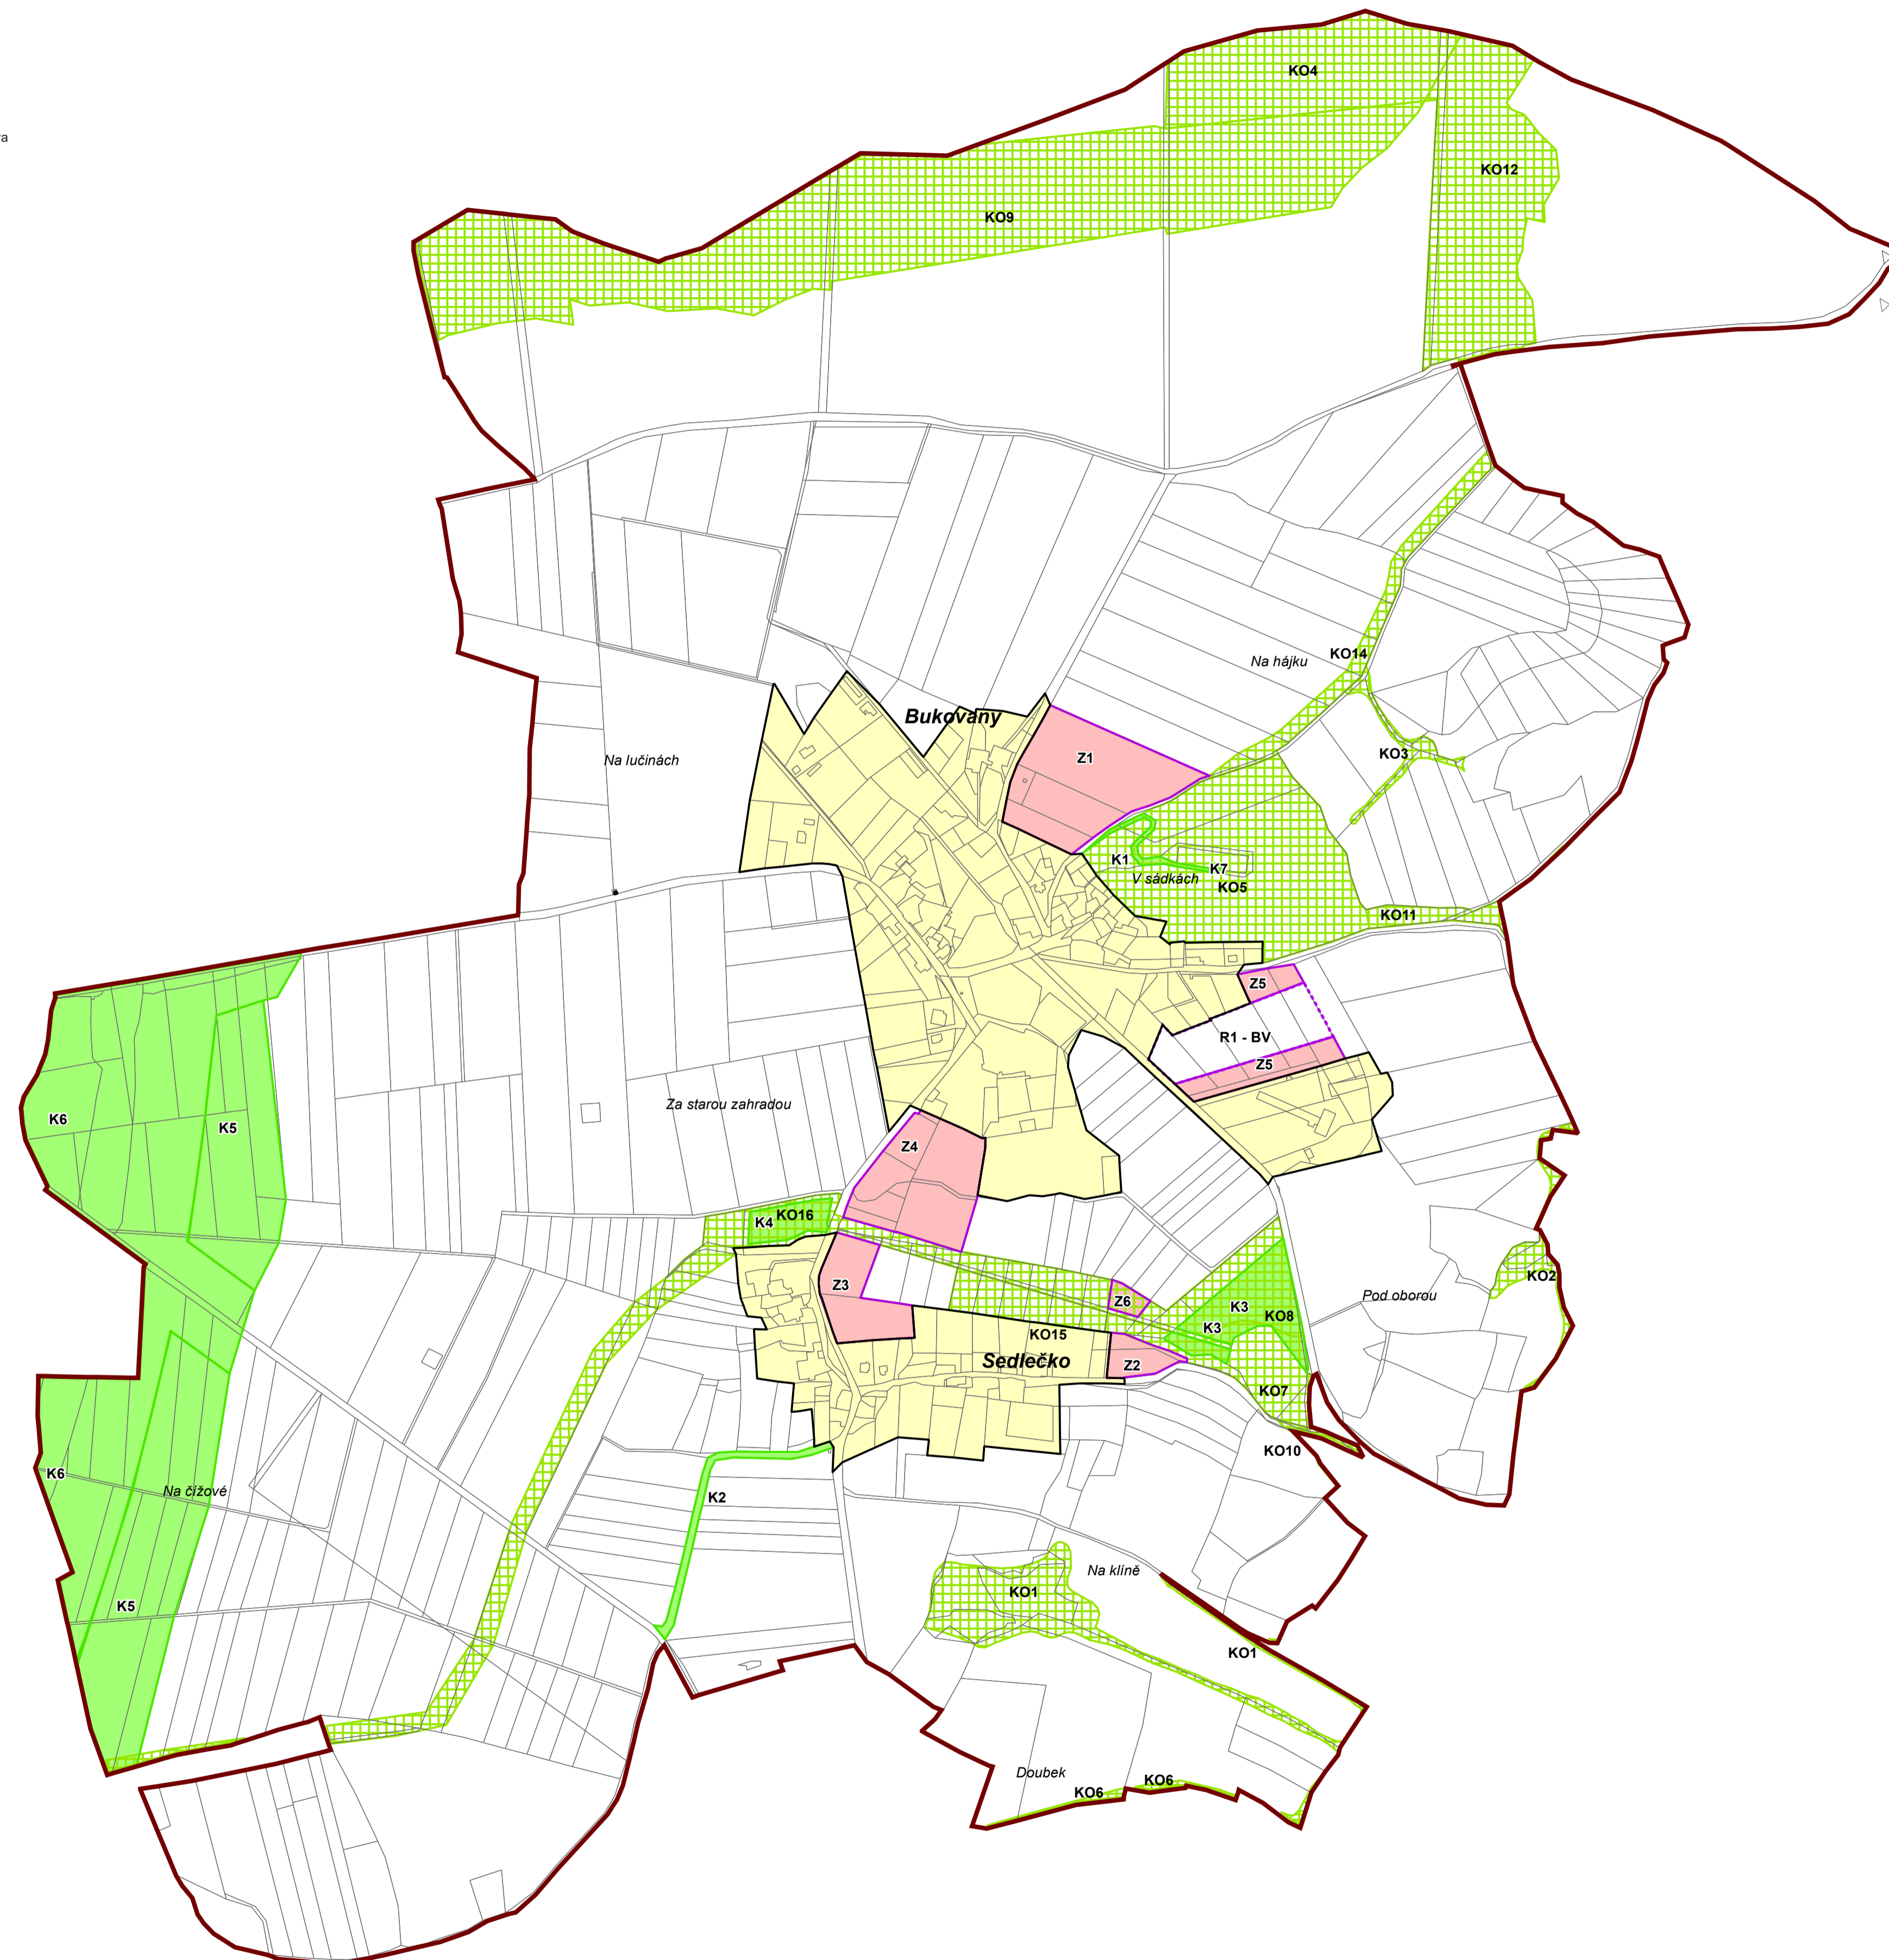 KO4
KO12
KO9
KO14
Na hájku
KO3
Bukovany
Na lučinách
Z1
K1
K7
V sádkách
KO5
KO11
Z5
R1 - BV
Z5
Za starou zahradou
K6
K5
Z4
K4
KO16
Z3
Z6
K3
K3
KO8
KO2
Pod oborou
KO15
Sedlečko
Z2
KO7
KO10
K6
Na čížové
K2
Na klíně
KO1
K5
KO1
Doubek
KO6
KO6